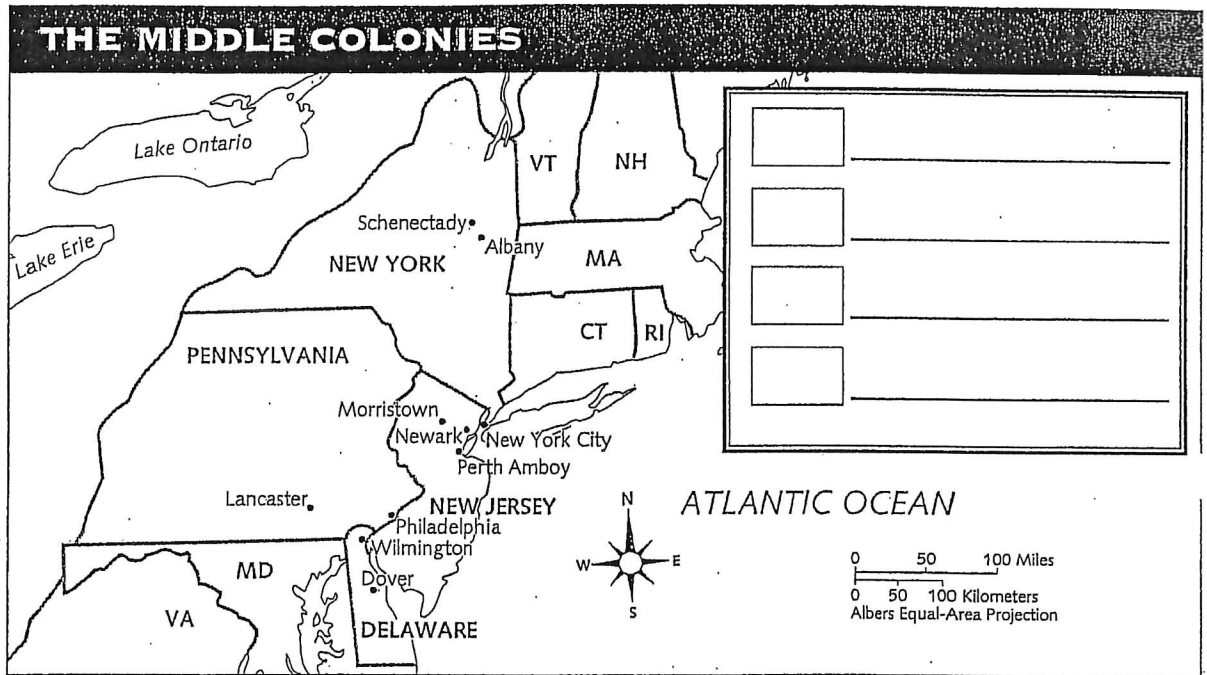 THE MIDDLE COLONIES
Lake Ontario
VT
NH
Schenectady
Albany
Lake Erie
NEW YORK
MA
CT
RI
PENNSYLVANIA
Morristown
Newark
New York City
Perth Amboy
Lancaster
NEW JERSEY
Philadelphia
Wilmington
MD
Dover
VA
DELAWARE
N
W
E
S
ATLANTIC OCEAN
0 50 100 Miles
0 50 100 Kilometers
Albers Equal-Area Projection